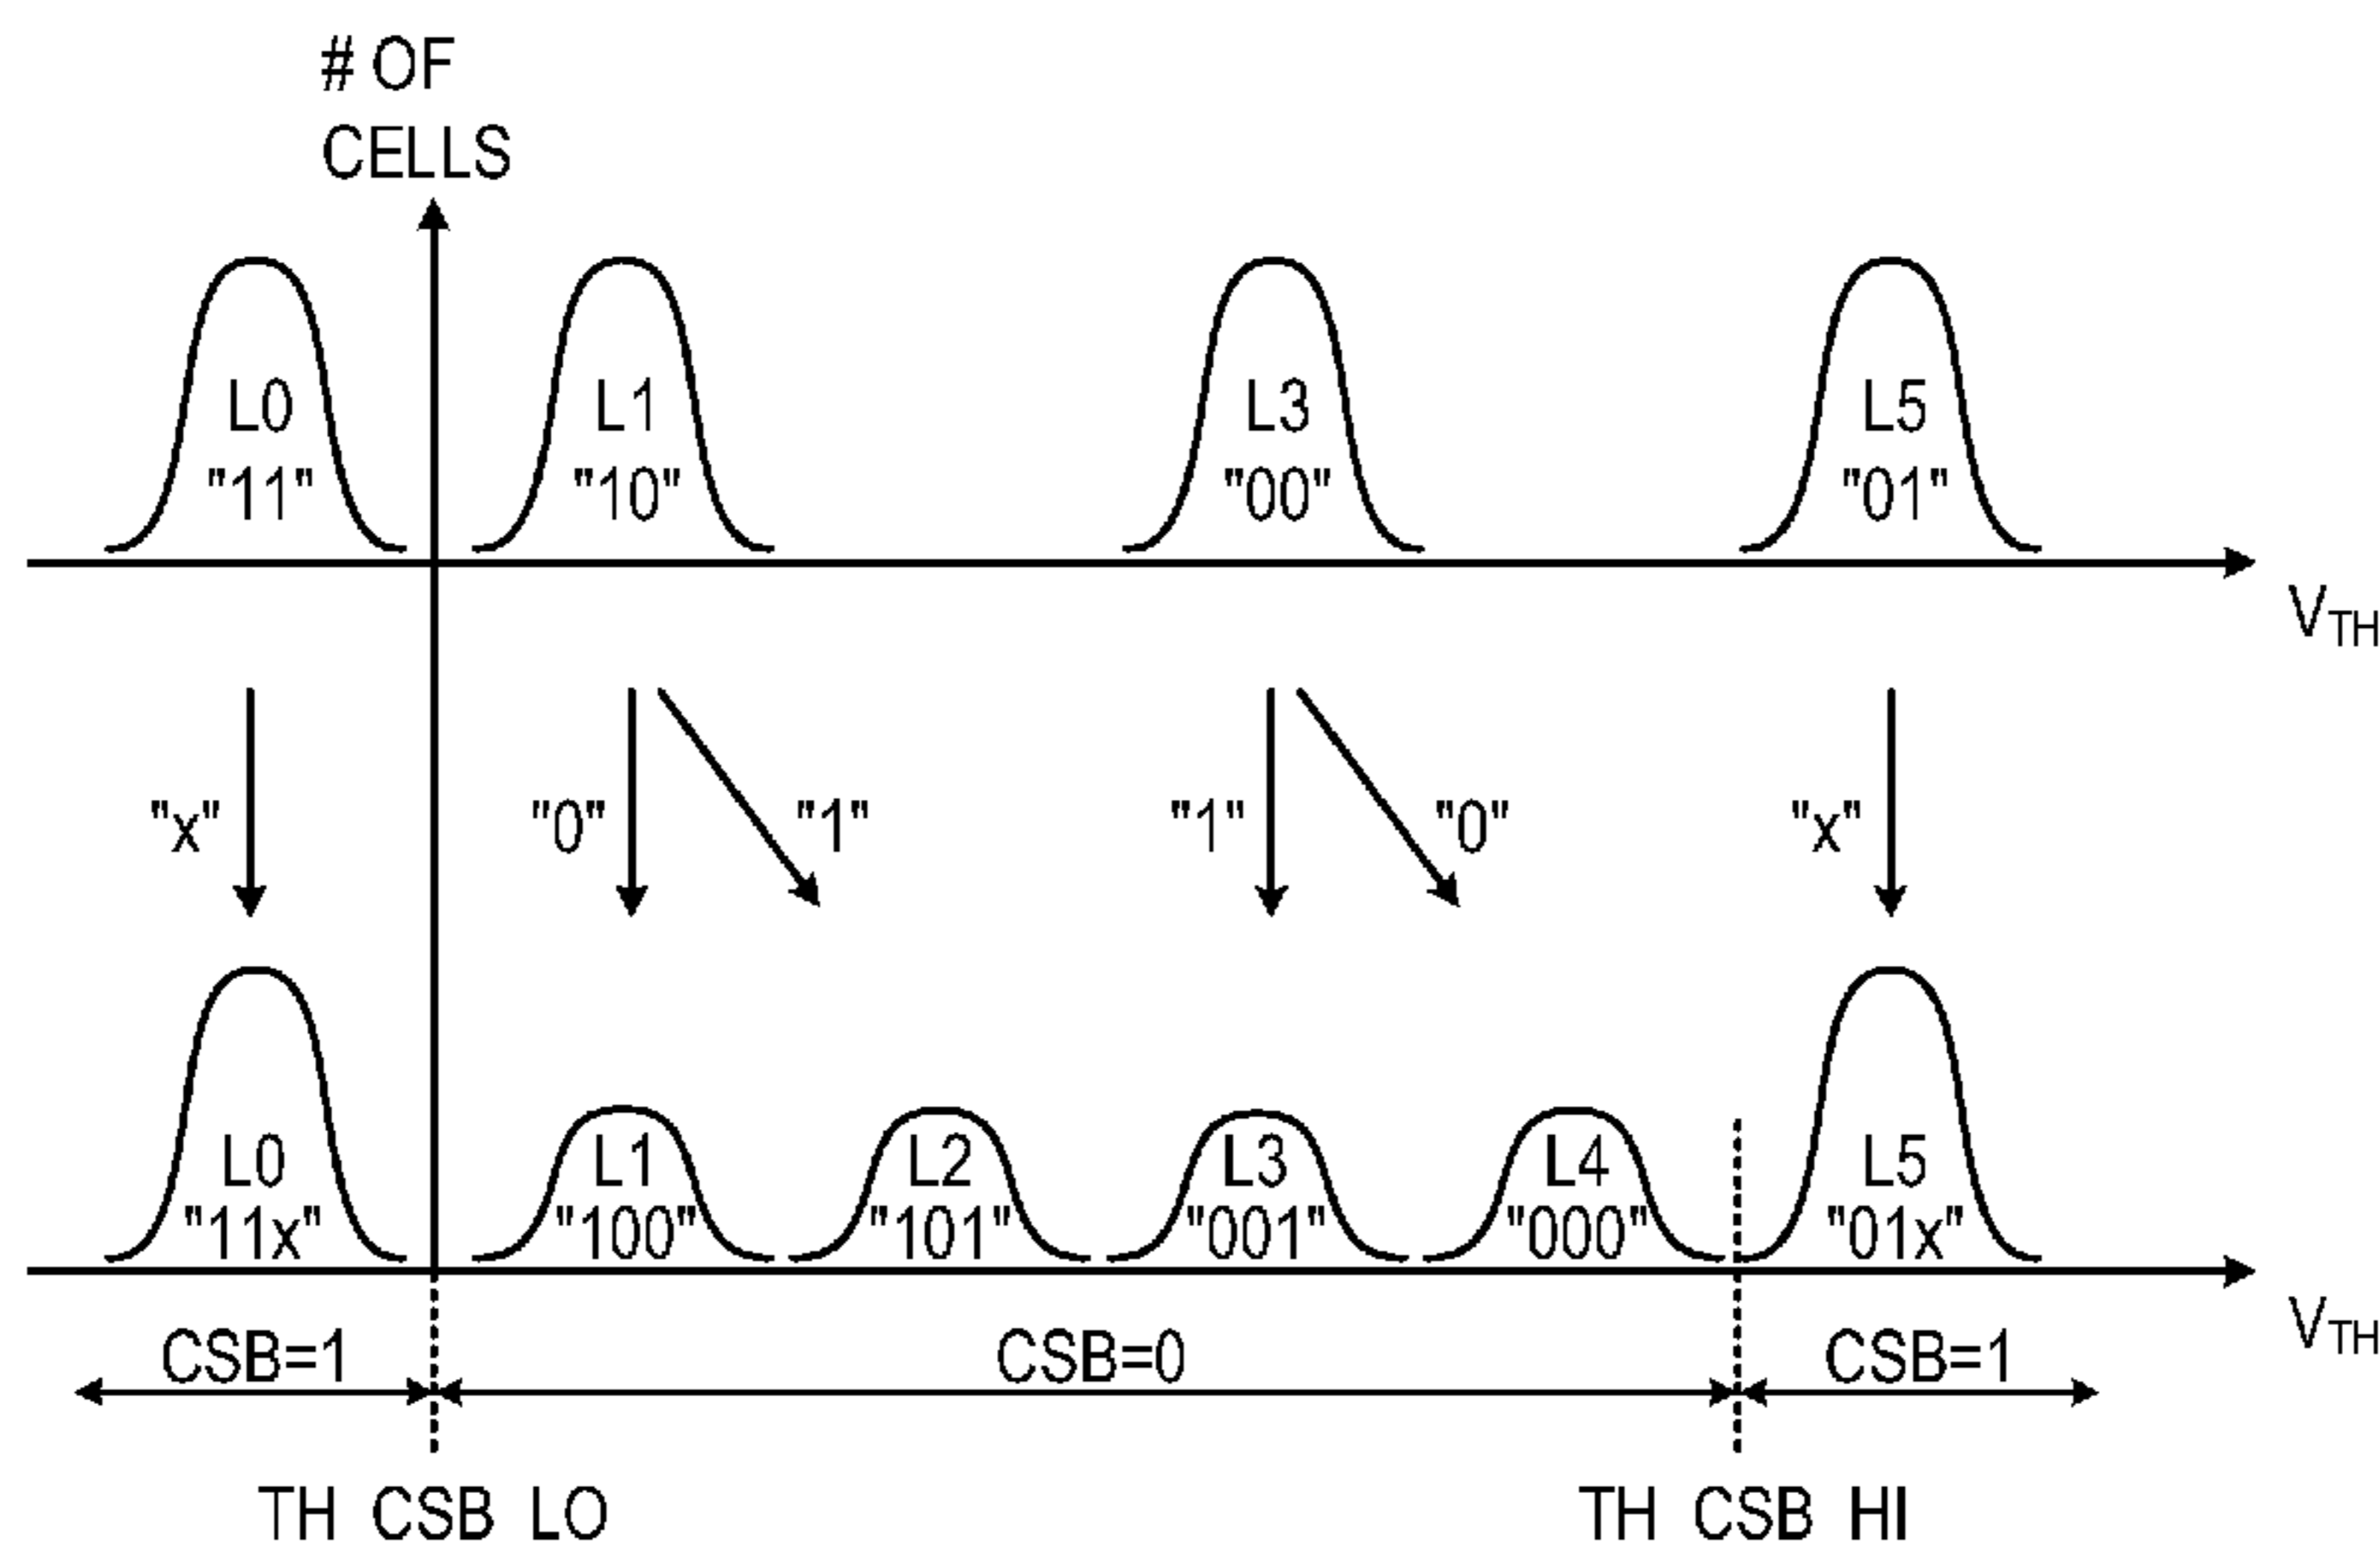 # OF
CELLS
L0 L1 L3 L5
"11" "10" "00" "01"
V_TH
"x" "0" "1" "1" "0" "x"
L0 L1 L2 L3 L4 L5
"11x" "100" "101" "001" "000" "01x"
V_TH
CSB=1 CSB=0 CSB=1
TH CSB LO TH CSB HI